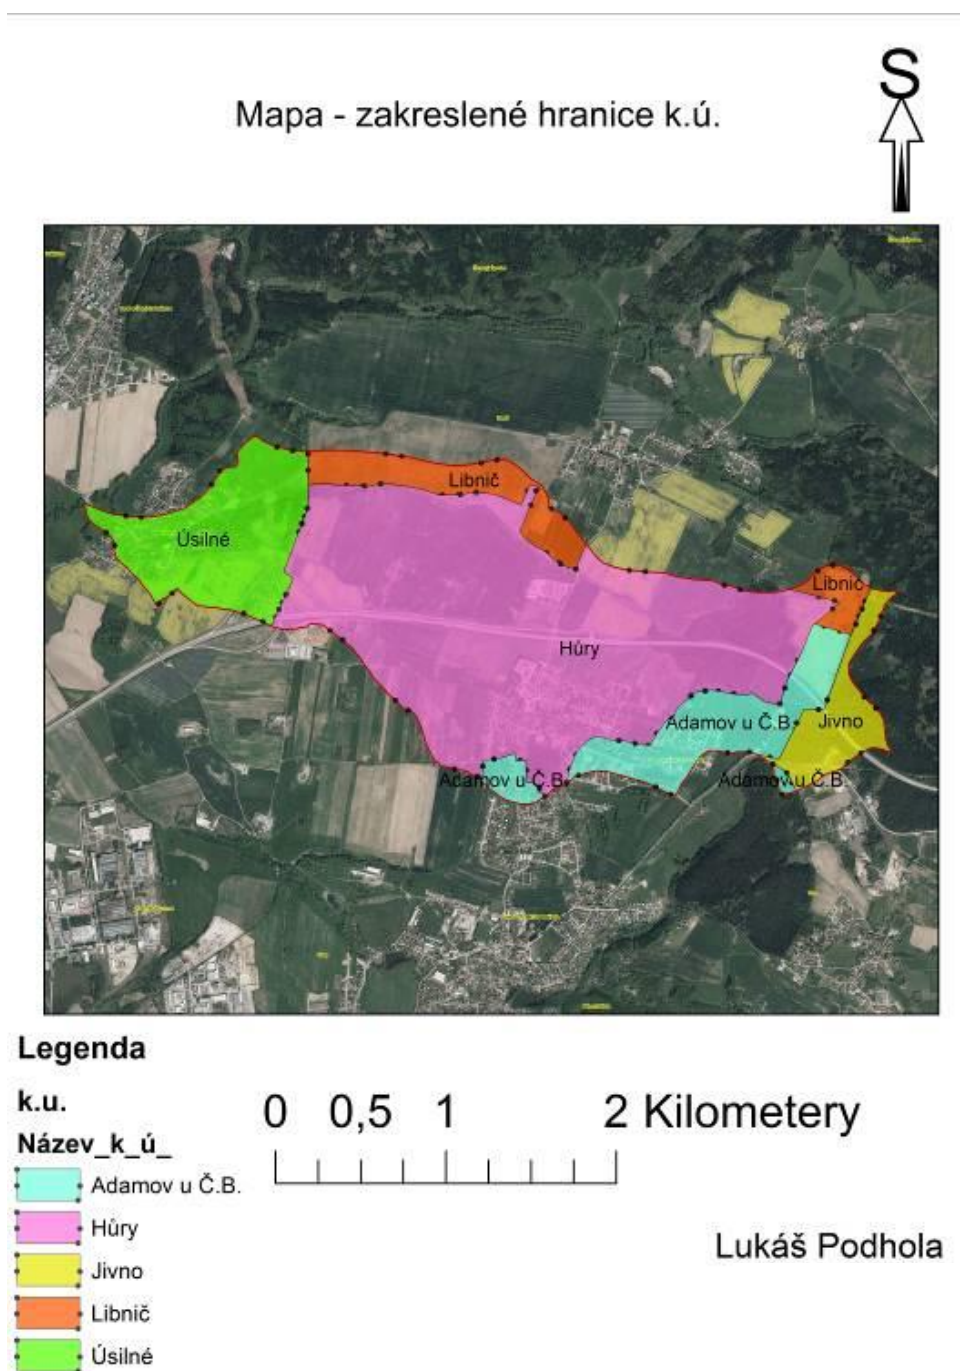 S
Mapa - zakreslené hranice k.ú.
Libnič
Úsilné
Libnič
Hůry
Adamov u Č.B.
Jivno
Adamov u Č.B.
Adamov u Č.B.
Legenda
k.u.
Název_k_ú_
0 0,5 1 2 Kilometery
Adamov u Č.B.
Hůry
Jivno
Libnič
Úsilné
Lukáš Podhola